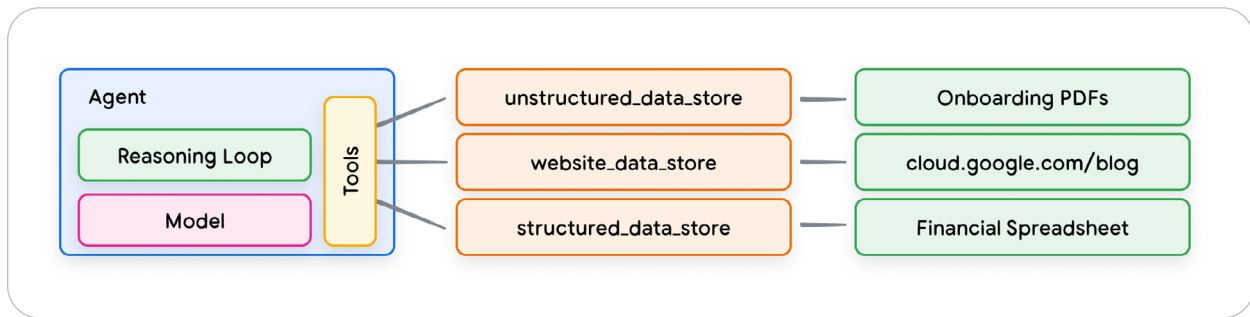 Agent
Reasoning Loop
Model
Tools
unstructured_data_store
website_data_store
structured_data_store
Onboarding PDFs
cloud.google.com/blog
Financial Spreadsheet